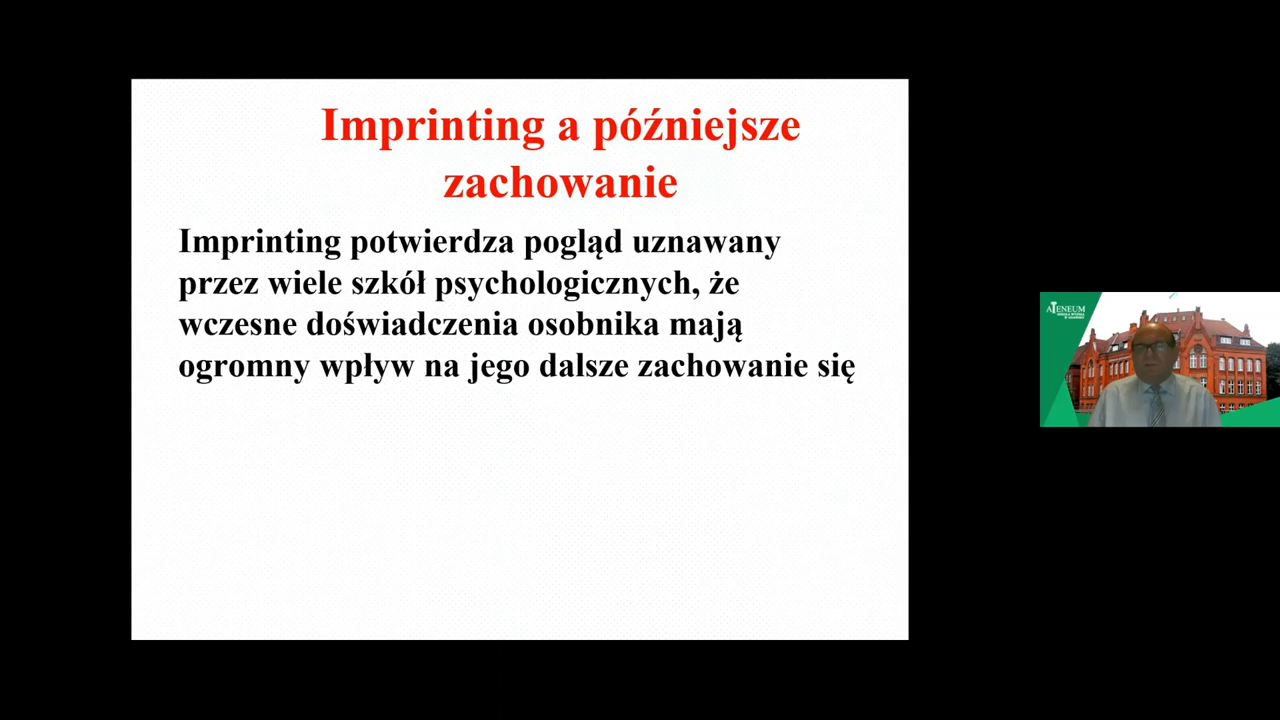 Imprinting a późniejsze
zachowanie
Imprinting potwierdza pogląd uznawany
przez wiele szkół psychologicznych, że
wczesne doświadczenia osobnika mają
ogromny wpływ na jego dalsze zachowanie się
ATENEUM